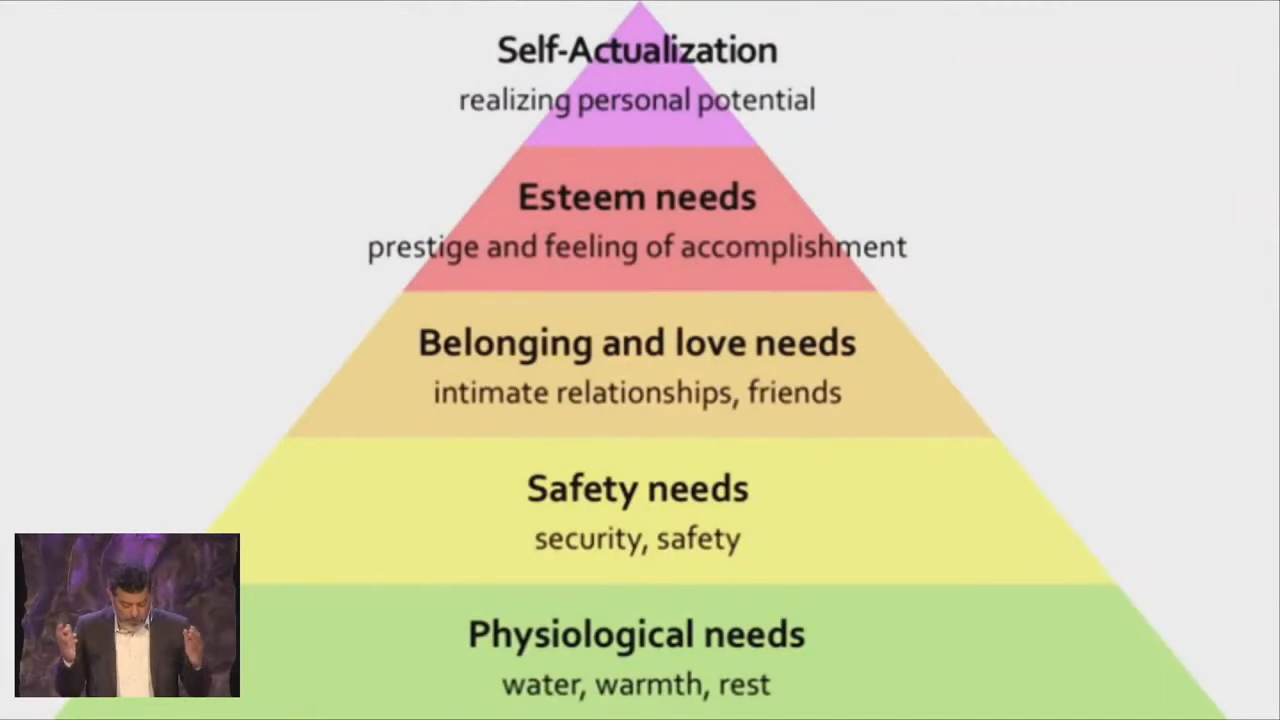 Self-Actualization
realizing personal potential
Esteem needs
prestige and feeling of accomplishment
Belonging and love needs
intimate relationships, friends
Safety needs
security, safety
Physiological needs
water, warmth, rest